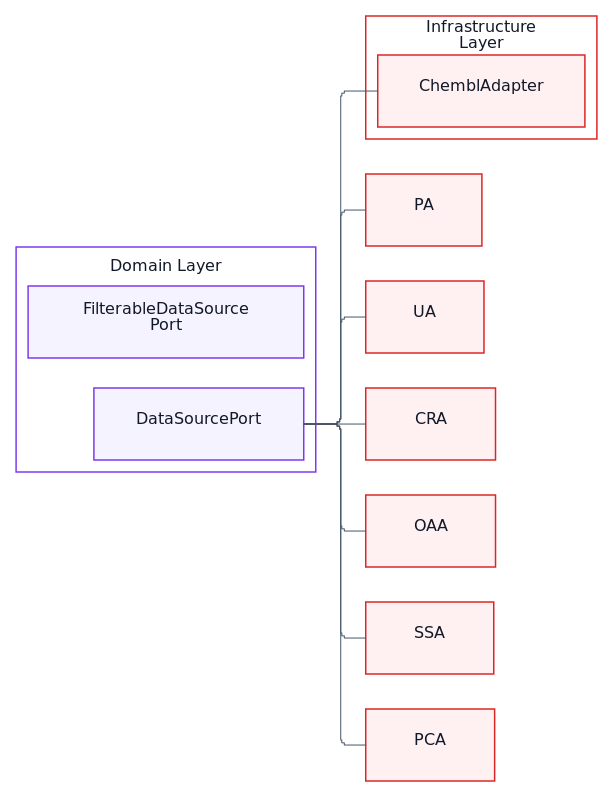 Infrastructure
Layer
ChemblAdapter
PA
Domain Layer
FilterableDataSource
Port
UA
DataSourcePort
CRA
OAA
SSA
PCA